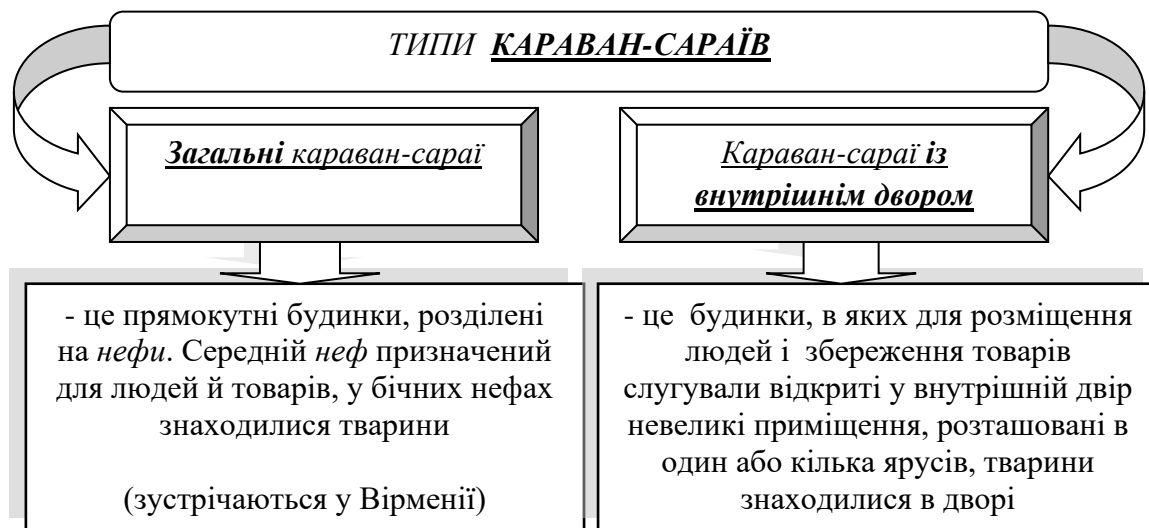 ТИПИ КАРАВАН-САРАЇВ
Загальні караван-сараї
Караван-сараї із
внутрішнім двором
- це прямокутні будинки, розділені
на нефи. Середній неф призначений
для людей й товарів, у бічних нефах
знаходилися тварини
(зустрічаються у Вірменії)
- це будинки, в яких для розміщення
людей і збереження товарів
слугували відкриті у внутрішній двір
невеликі приміщення, розташовані в
один або кілька ярусів, тварини
знаходилися в дворі